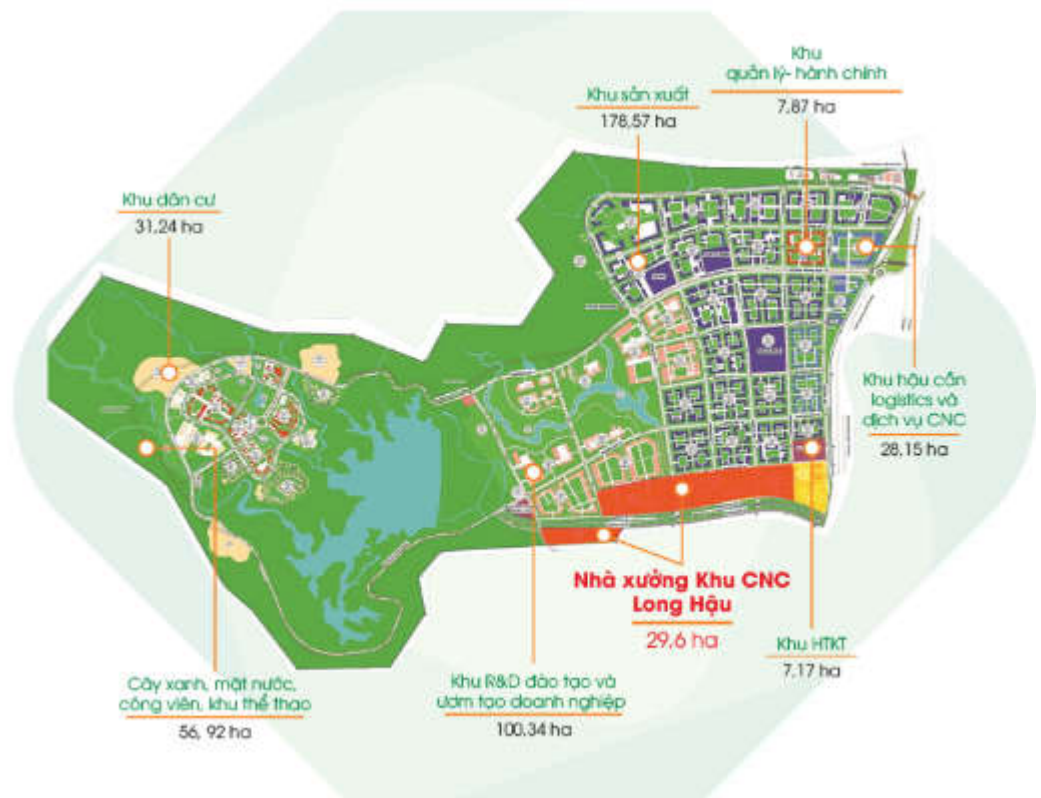 Khu
quản lý- hành chính
7,87 ha
Khu sản xuất
178,57 ha
Khu dân cư
31,24 ha
Khu hậu cần
logistics và
dịch vụ CNC
28,15 ha
Nhà xưởng Khu CNC
Long Hậu
29,6 ha
Khu HTKT
7,17 ha
Cây xanh, mặt nước,
công viên, khu thể thao
56, 92 ha
Khu R&D đào tạo và
ươm tạo doanh nghiệp
100,34 ha